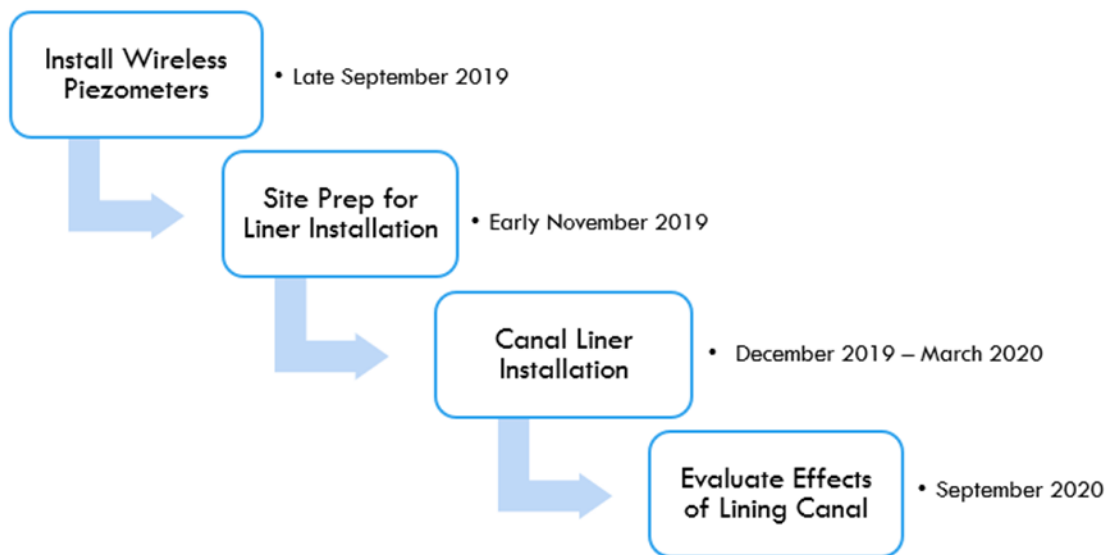 Install Wireless
Piezometers
• Late September 2019
Site Prep for
Liner Installation
• Early November 2019
Canal Liner
Installation
• December 2019 – March 2020
Evaluate Effects
of Lining Canal
• September 2020